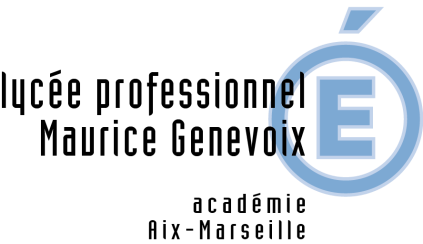 lycée professionnel
Maurice Genevoix
É
académie
Aix-Marseille